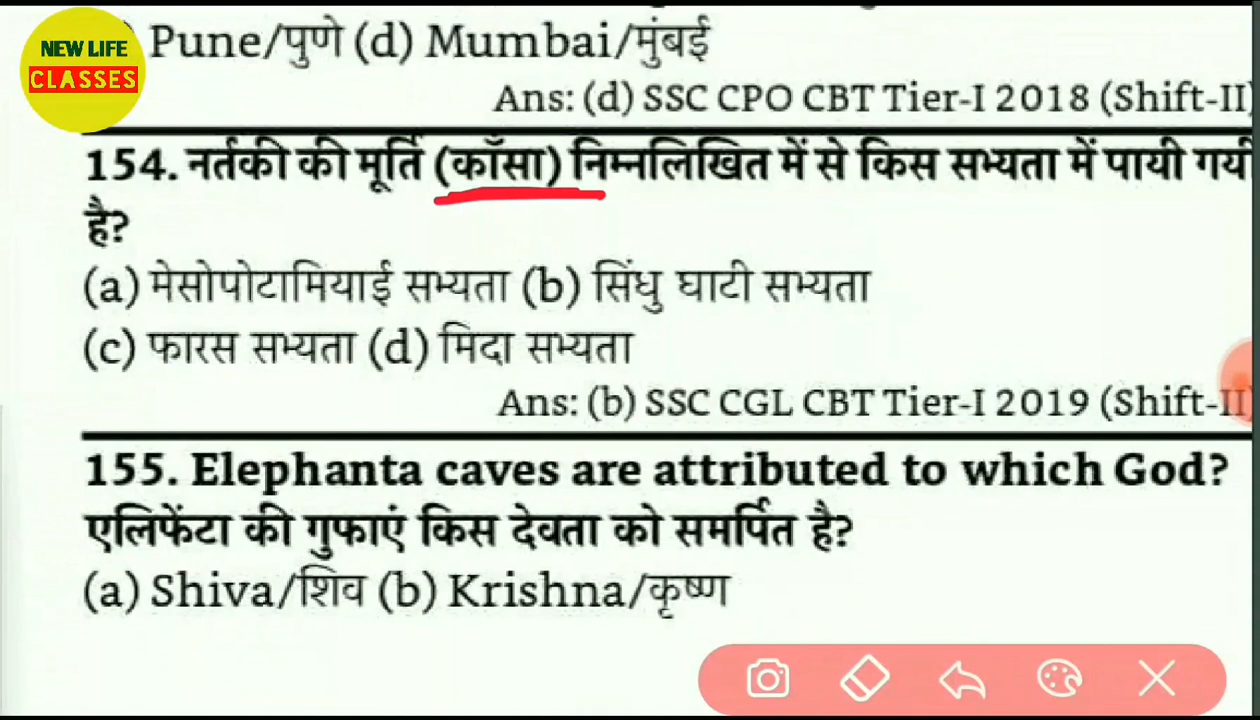 NEW LIFE
CLASSES
Pune/पुणे (d) Mumbai/मुंबई
Ans: (d) SSC CPO CBT Tier-I 2018 (Shift-II)
154. नर्तकी की मूर्ति (काँसा) निम्नलिखित में से किस सभ्यता में पायी गयी
है?
(a) मेसोपोटामियाई सभ्यता (b) सिंधु घाटी सभ्यता
(c) फारस सभ्यता (d) मिदा सभ्यता
Ans: (b) SSC CGL CBT Tier-I 2019 (Shift-II)
155. Elephanta caves are attributed to which God?
एलिफेंटा की गुफाएं किस देवता को समर्पित है?
(a) Shiva/शिव (b) Krishna/कृष्ण